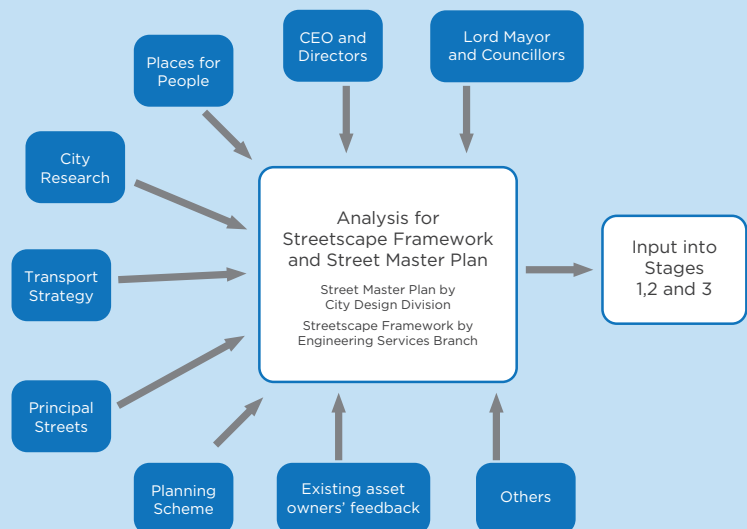 CEO and
Directors
Lord Mayor
and Councillors
Places for
People
City
Research
Transport
Strategy
Principal
Streets
Analysis for
Streetscape Framework
and Street Master Plan
Street Master Plan by
City Design Division
Streetscape Framework by
Engineering Services Branch
Input into
Stages
1,2 and 3
Planning
Scheme
Existing asset
owners’ feedback
Others